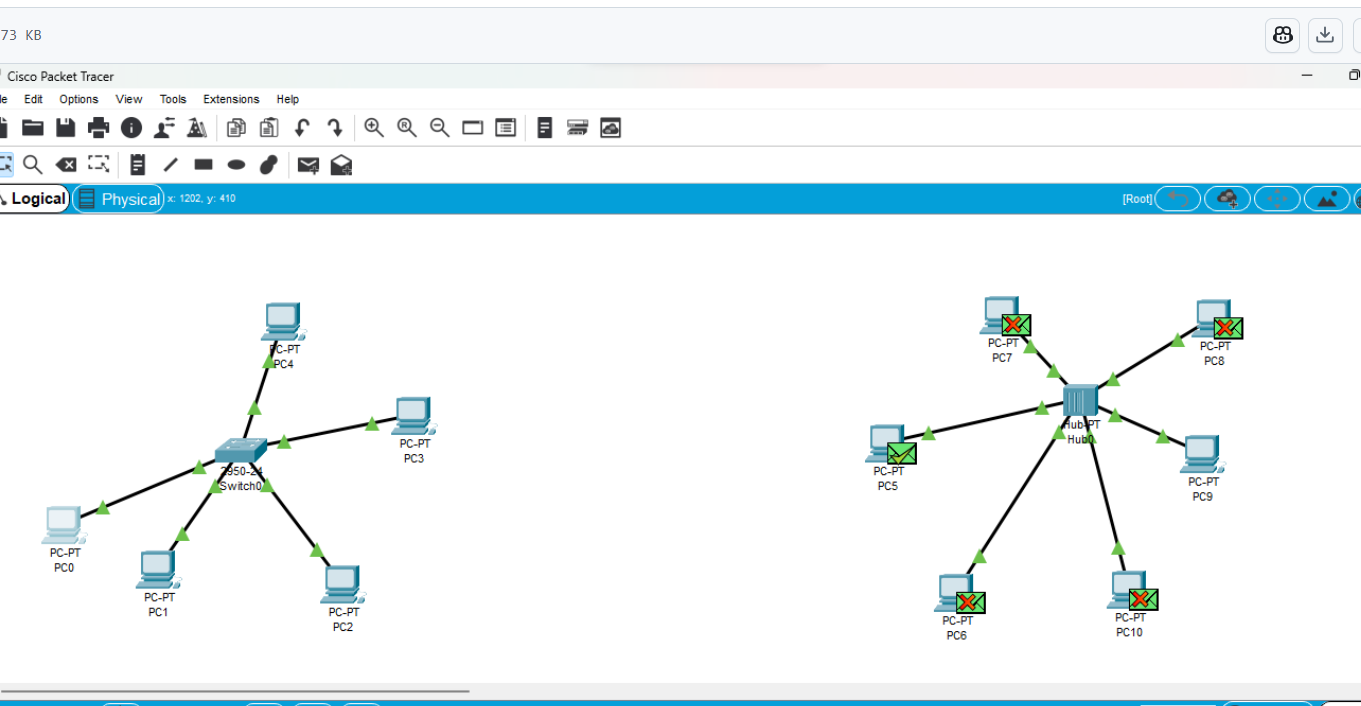 73 KB
Cisco Packet Tracer
Edit Options View Tools Extensions Help
Logical Physical x: 1202, y: 410 [Root]
PC-PT
PC4
PC-PT
PC3
2950-24
Switch0
PC-PT
PC0
PC-PT
PC1
PC-PT
PC2
PC-PT
PC7
PC-PT
PC8
Hub-PT
Hub0
PC-PT
PC5
PC-PT
PC9
PC-PT
PC6
PC-PT
PC10